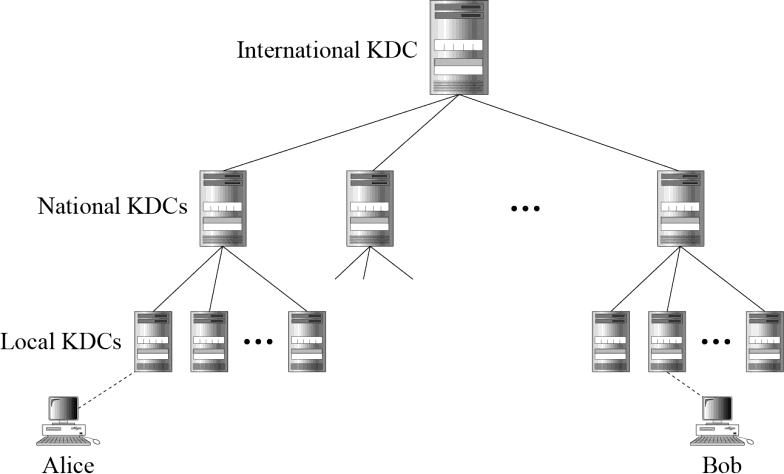 International KDC
National KDCs
Local KDCs
Alice
Bob